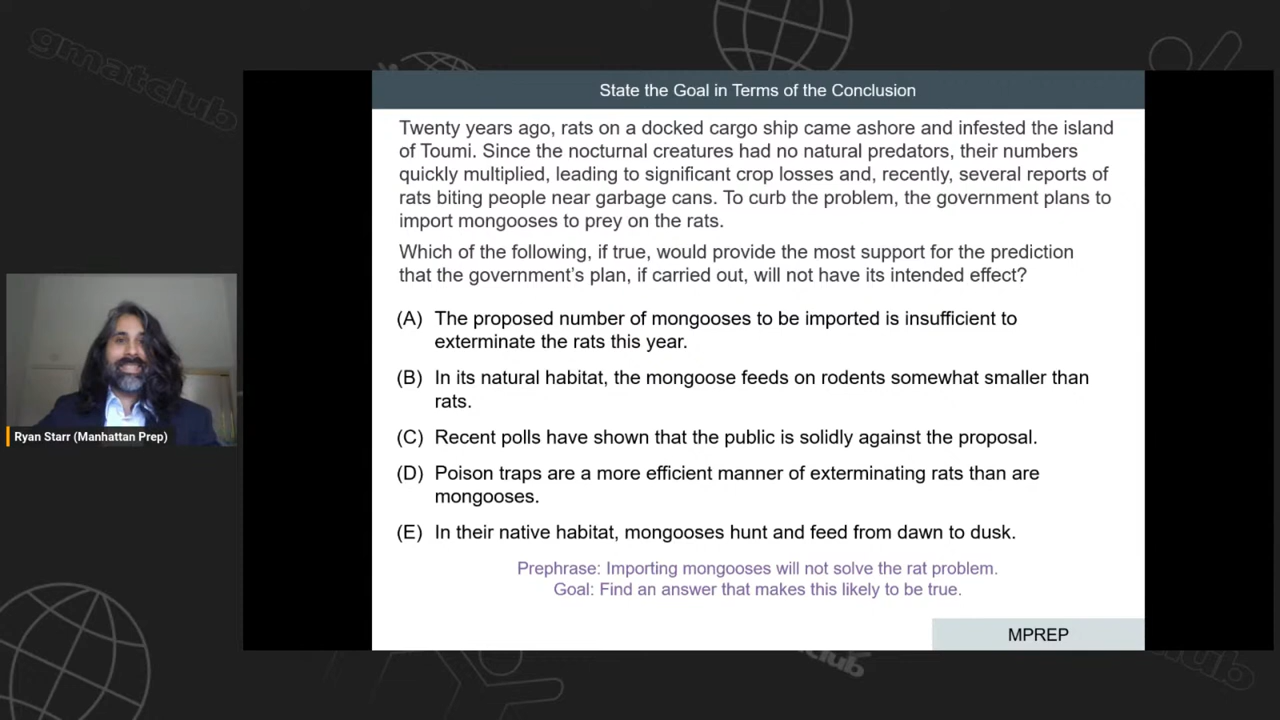 gmatclub
State the Goal in Terms of the Conclusion
Twenty years ago, rats on a docked cargo ship came ashore and infested the island
of Toumi. Since the nocturnal creatures had no natural predators, their numbers
quickly multiplied, leading to significant crop losses and, recently, several reports of
rats biting people near garbage cans. To curb the problem, the government plans to
import mongooses to prey on the rats.
Which of the following, if true, would provide the most support for the prediction
that the government’s plan, if carried out, will not have its intended effect?
(A) The proposed number of mongooses to be imported is insufficient to
exterminate the rats this year.
(B) In its natural habitat, the mongoose feeds on rodents somewhat smaller than
rats.
(C) Recent polls have shown that the public is solidly against the proposal.
(D) Poison traps are a more efficient manner of exterminating rats than are
mongooses.
(E) In their native habitat, mongooses hunt and feed from dawn to dusk.
Prephrase: Importing mongooses will not solve the rat problem.
Goal: Find an answer that makes this likely to be true.
MPREP
Ryan Starr (Manhattan Prep)
club